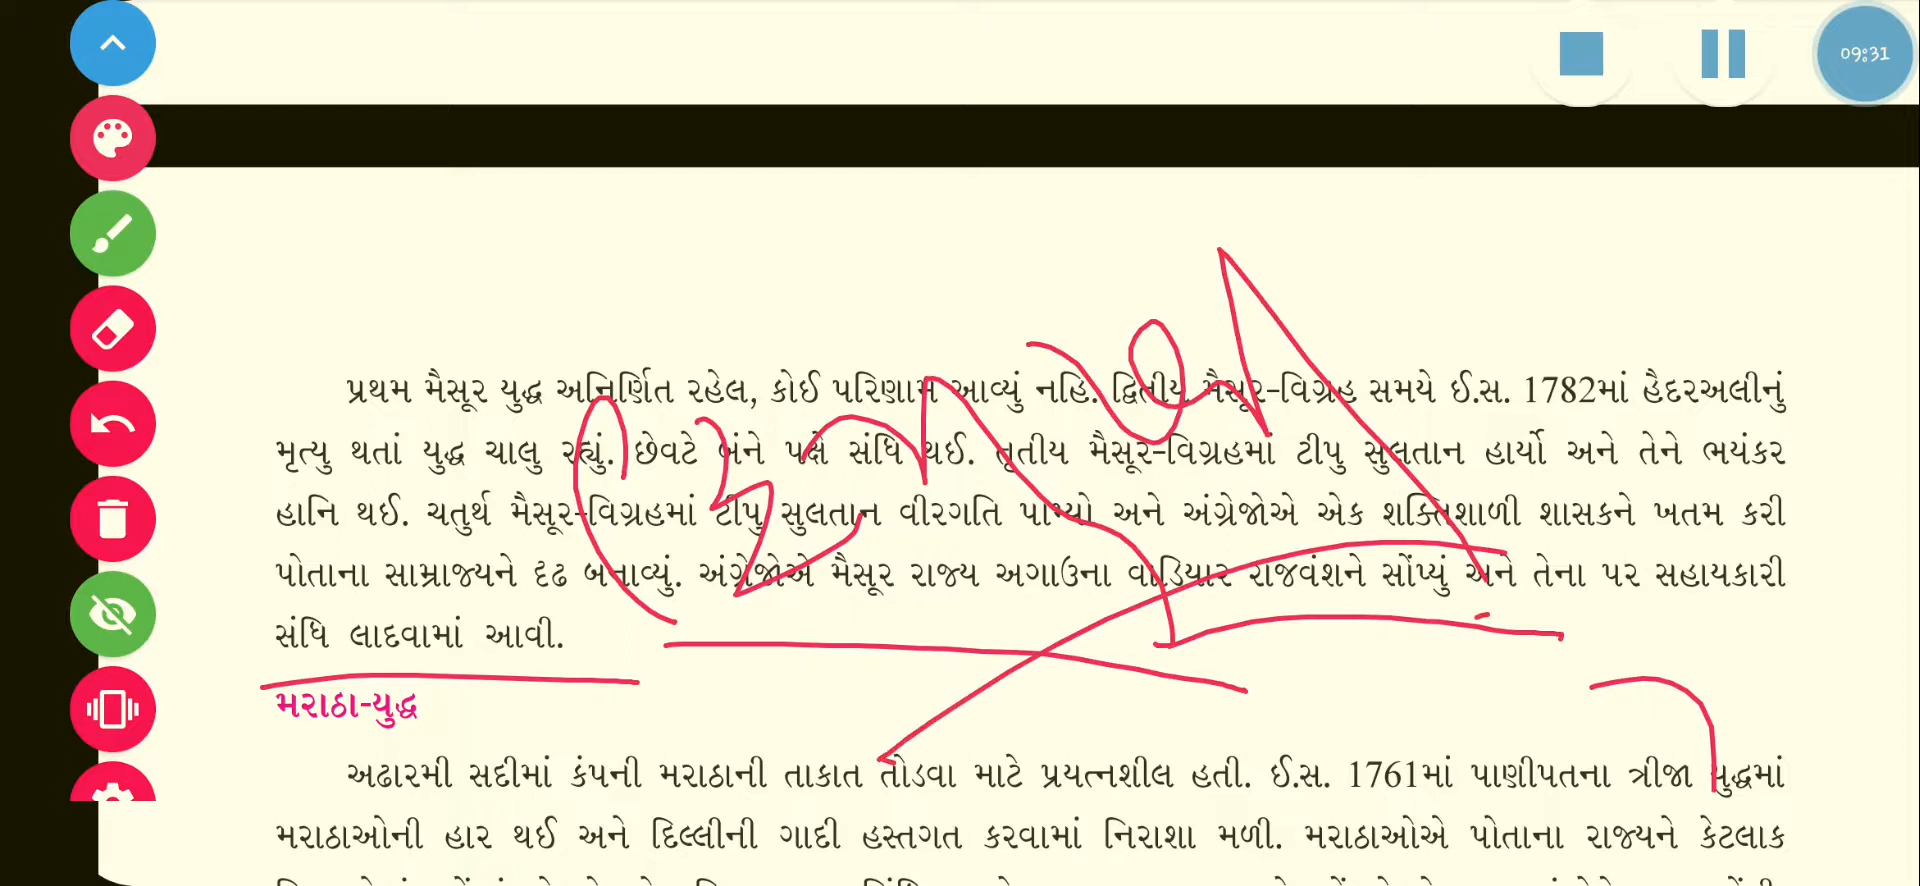 09:31
પ્રથમ મૈસૂર યુદ્ધ અનિર્ણિત રહેલ, કોઈ પરિણામ આવ્યું નહિ. દ્વિતીય મૈસૂર-વિગ્રહ સમયે ઈ.સ. 1782માં હૈદરઅલીનું
મૃત્યુ થતાં યુદ્ધ ચાલુ રહ્યું. છેવટે બંને પક્ષે સંધિ થઈ. તૃતીય મૈસૂર-વિગ્રહમાં ટીપુ સુલતાન હાર્યો અને તેને ભયંકર
હાનિ થઈ. ચતુર્થ મૈસૂર-વિગ્રહમાં ટીપુ સુલતાન વીરગતિ પામ્યો અને અંગ્રેજોએ એક શક્તિશાળી શાસકને ખતમ કરી
પોતાના સામ્રાજ્યને દૃઢ બનાવ્યું. અંગ્રેજોએ મૈસૂર રાજ્ય અગાઉના વાડિયાર રાજવંશને સોંપ્યું અને તેના પર સહાયકારી
સંધિ લાદવામાં આવી.
મરાઠા-યુદ્ધ
અઢારમી સદીમાં કંપની મરાઠાની તાકાત તોડવા માટે પ્રયત્નશીલ હતી. ઈ.સ. 1761માં પાણીપતના ત્રીજા યુદ્ધમાં
મરાઠાઓની હાર થઈ અને દિલ્લીની ગાદી હસ્તગત કરવામાં નિરાશા મળી. મરાઠાઓએ પોતાના રાજ્યને કેટલાક